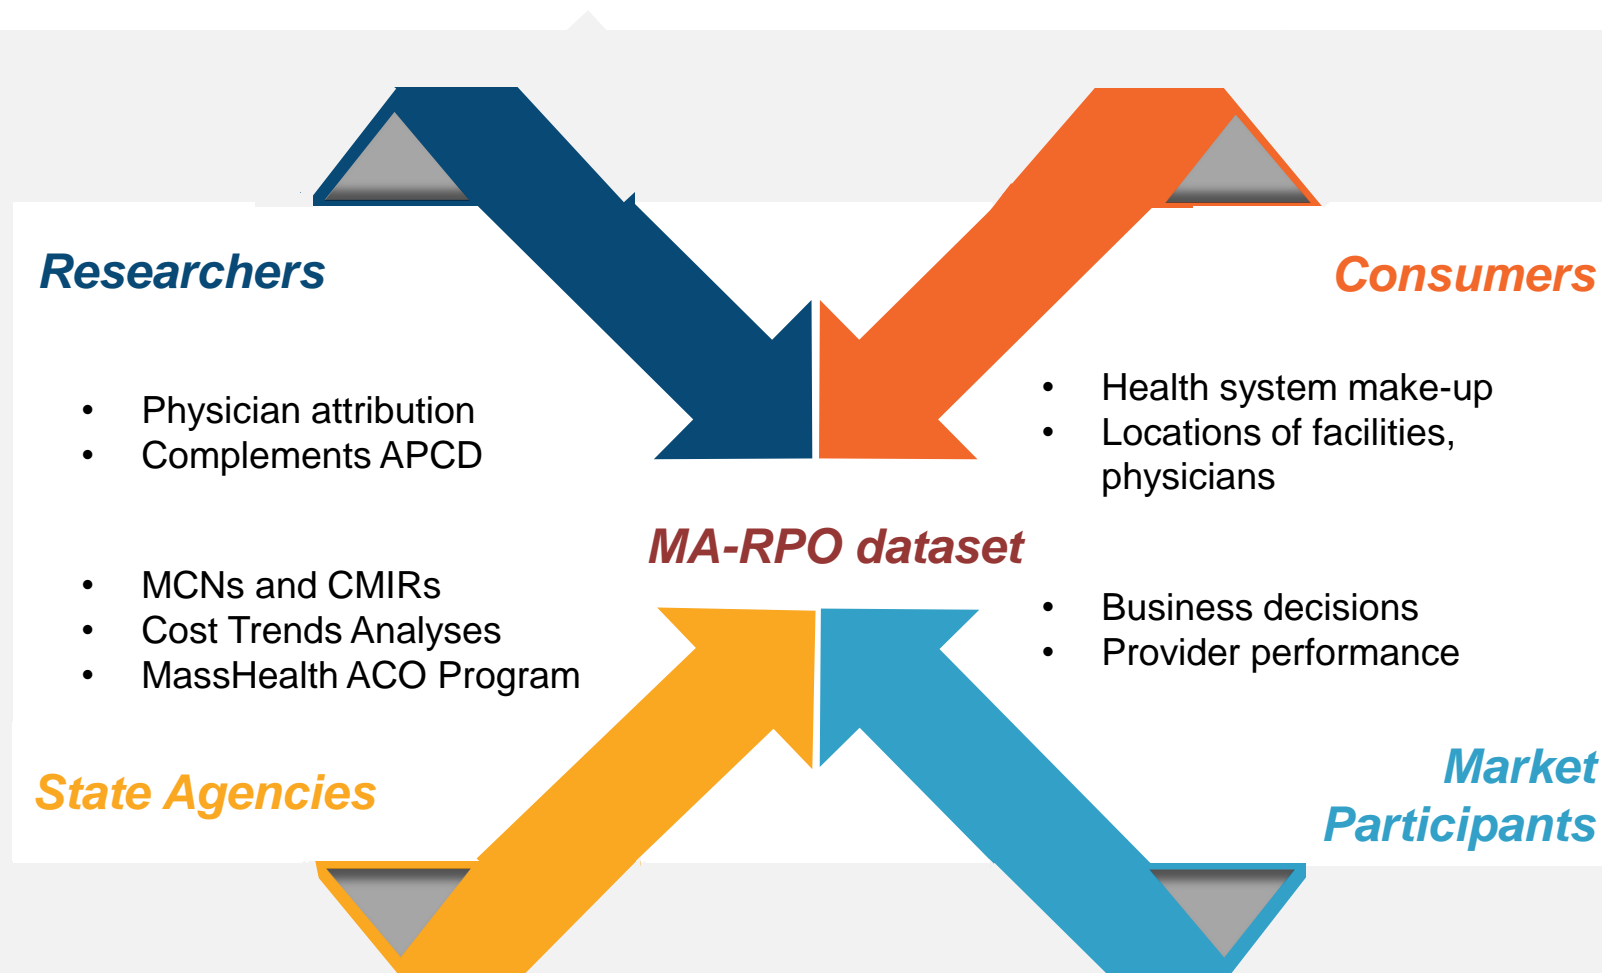 Researchers
• Physician attribution
• Complements APCD
Consumers
• Health system make-up
• Locations of facilities,
physicians
MA-RPO dataset
• MCNs and CMIRs
• Cost Trends Analyses
• MassHealth ACO Program
State Agencies
• Business decisions
• Provider performance
Market
Participants